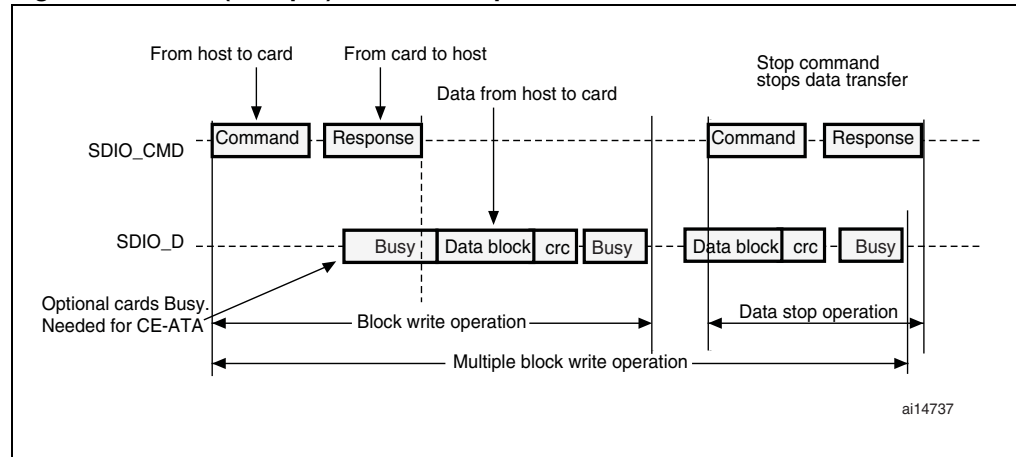 From host to card
From card to host
Data from host to card
Stop command
stops data transfer
SDIO_CMD
Command
Response
Command
Response
SDIO_D
Busy
Data block
crc
Busy
Data block
crc
Busy
Optional cards Busy.
Needed for CE-ATA
Block write operation
Data stop operation
Multiple block write operation
ai14737